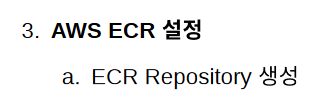 3. AWS ECR 설정
a. ECR Repository 생성